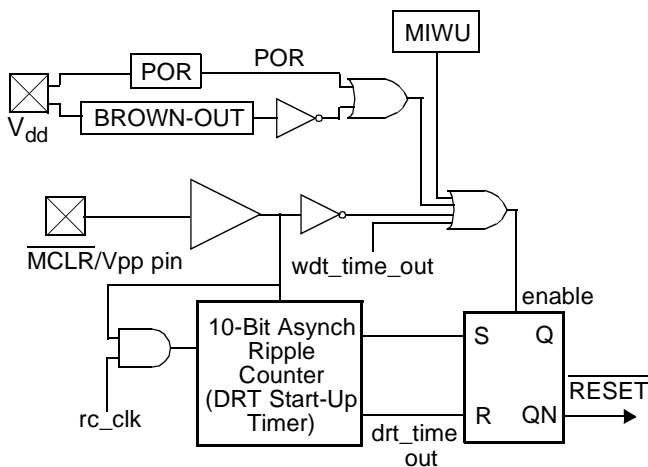 MIWU
POR
POR
BROWN-OUT
Vdd
MCLR/Vpp pin
wdt_time_out
enable
10-Bit Asynch
Ripple
Counter
(DRT Start-Up
Timer)
S Q
RESET
R QN
rc_clk
drt_time
out